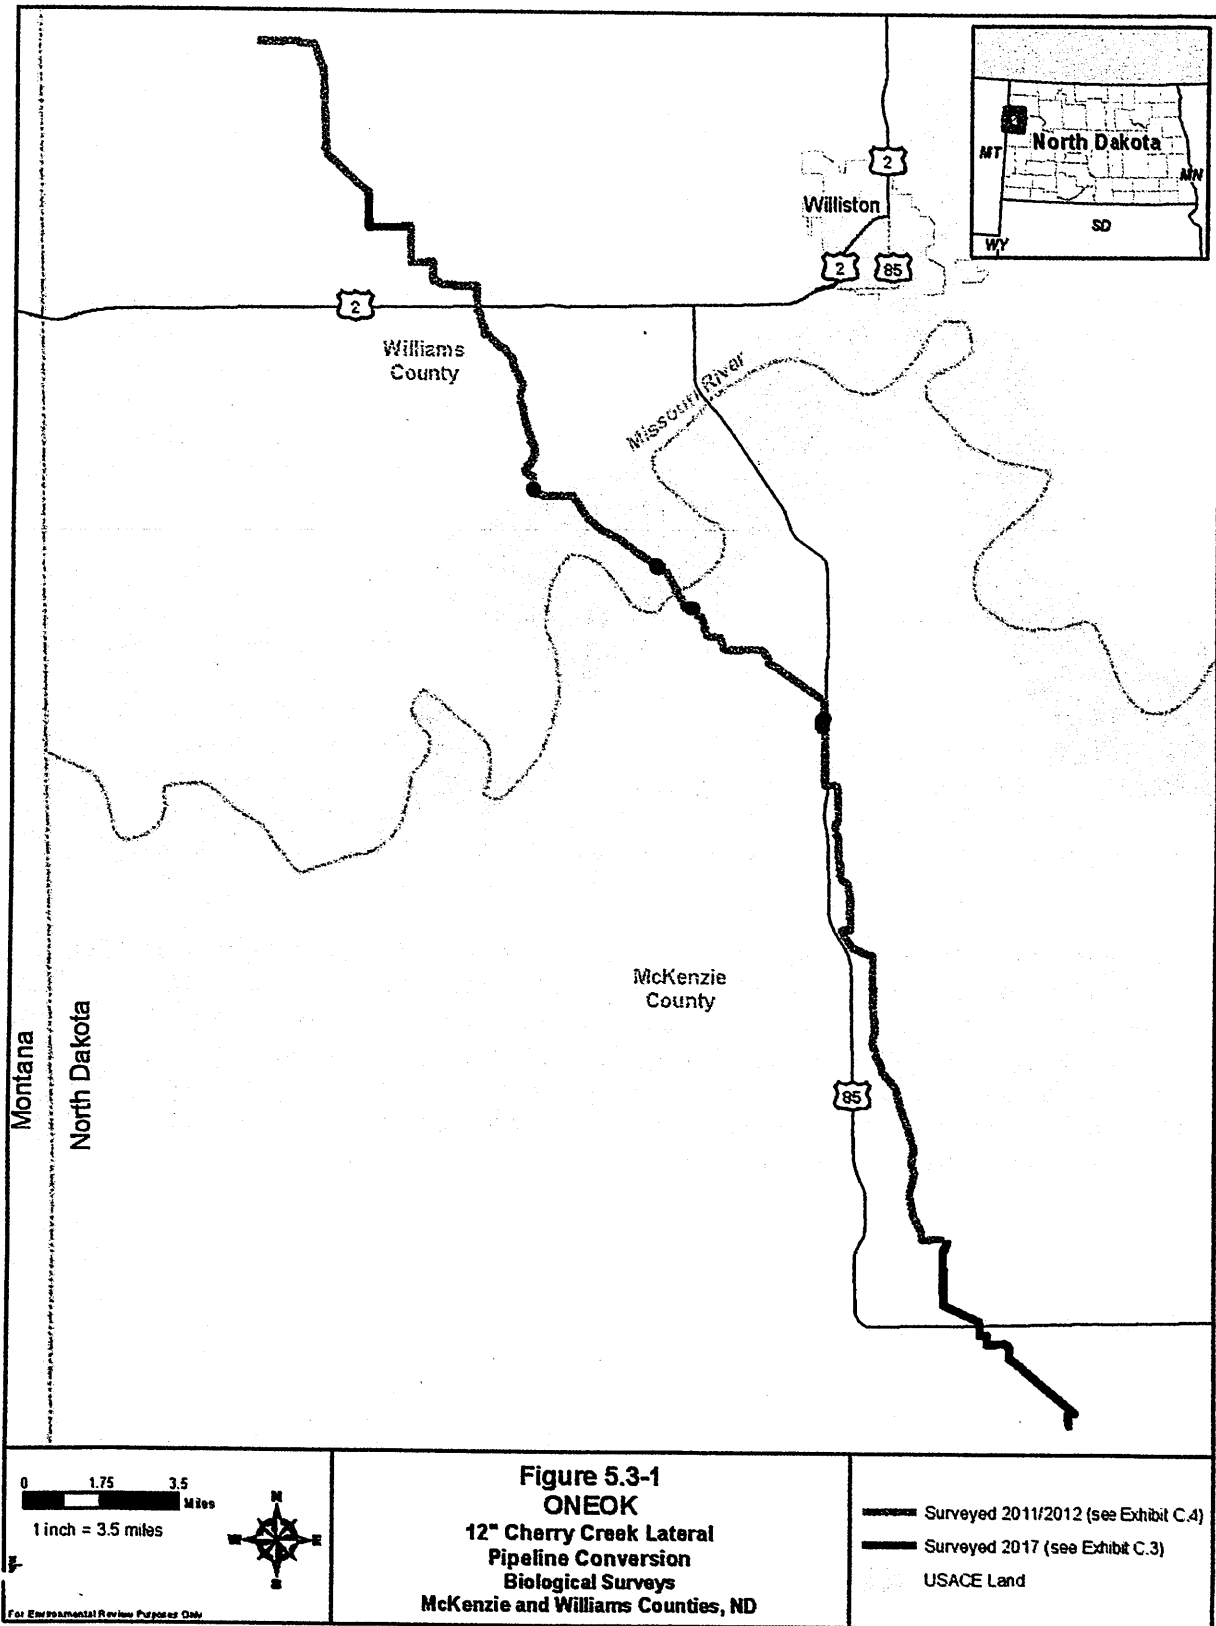 2
Williston
2
85
2
Williams
County
Missouri River
MT
North Dakota
MN
SD
WY
McKenzie
County
Montana
North Dakota
85
0 1.75 3.5
Miles
1 inch = 3.5 miles
N
W E
S
For Environmental Review Purposes Only
Figure 5.3-1
ONEOK
12" Cherry Creek Lateral
Pipeline Conversion
Biological Surveys
McKenzie and Williams Counties, ND
Surveyed 2011/2012 (see Exhibit C.4)
Surveyed 2017 (see Exhibit C.3)
USACE Land